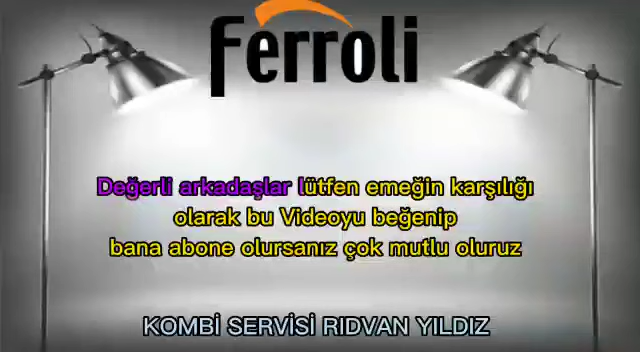 Ferroli
Değerli arkadaşlar lütfen emeğin karşılığı
olarak bu Videoyu beğenip
bana abone olursanız çok mutlu oluruz
KOMBİ SERVİSİ RIDVAN YILDIZ